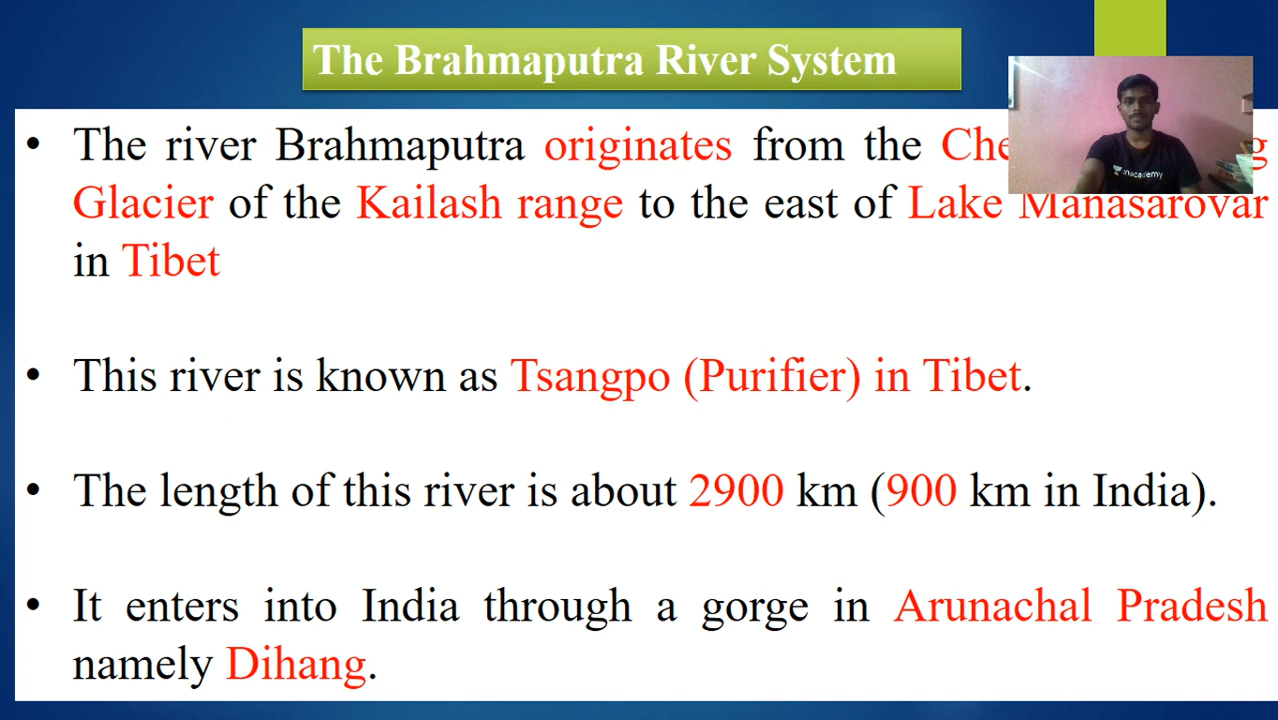 The Brahmaputra River System
• The river Brahmaputra originates from the
Glacier of the Kailash range to the east of Lake Manasarovar
in Tibet
• This river is known as Tsangpo (Purifier) in Tibet.
• The length of this river is about 2900 km (900 km in India).
• It enters into India through a gorge in Arunachal Pradesh
namely Dihang.